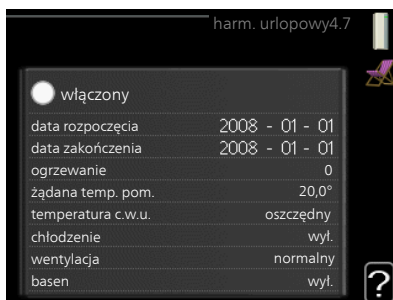 harm. urlopowy4.7
włączony
data rozpoczęcia 2008 - 01 - 01
data zakończenia 2008 - 01 - 01
ogrzewanie 0
żądana temp. pom. 20,0°
temperatura c.w.u. oszczędny
chłodzenie wył.
wentylacja normalny
basen wył.
?